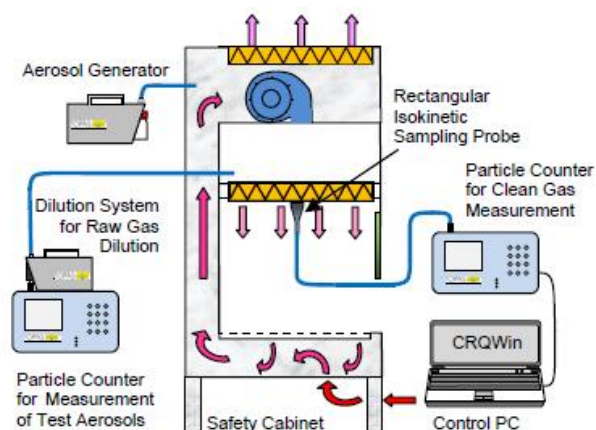 Aerosol Generator
Rectangular
Isokinetic
Sampling Probe
Particle Counter
for Clean Gas
Measurement
Dilution System
for Raw Gas
Dilution
CRQWin
Particle Counter
for Measurement
of Test Aerosols
Safety Cabinet
Control PC